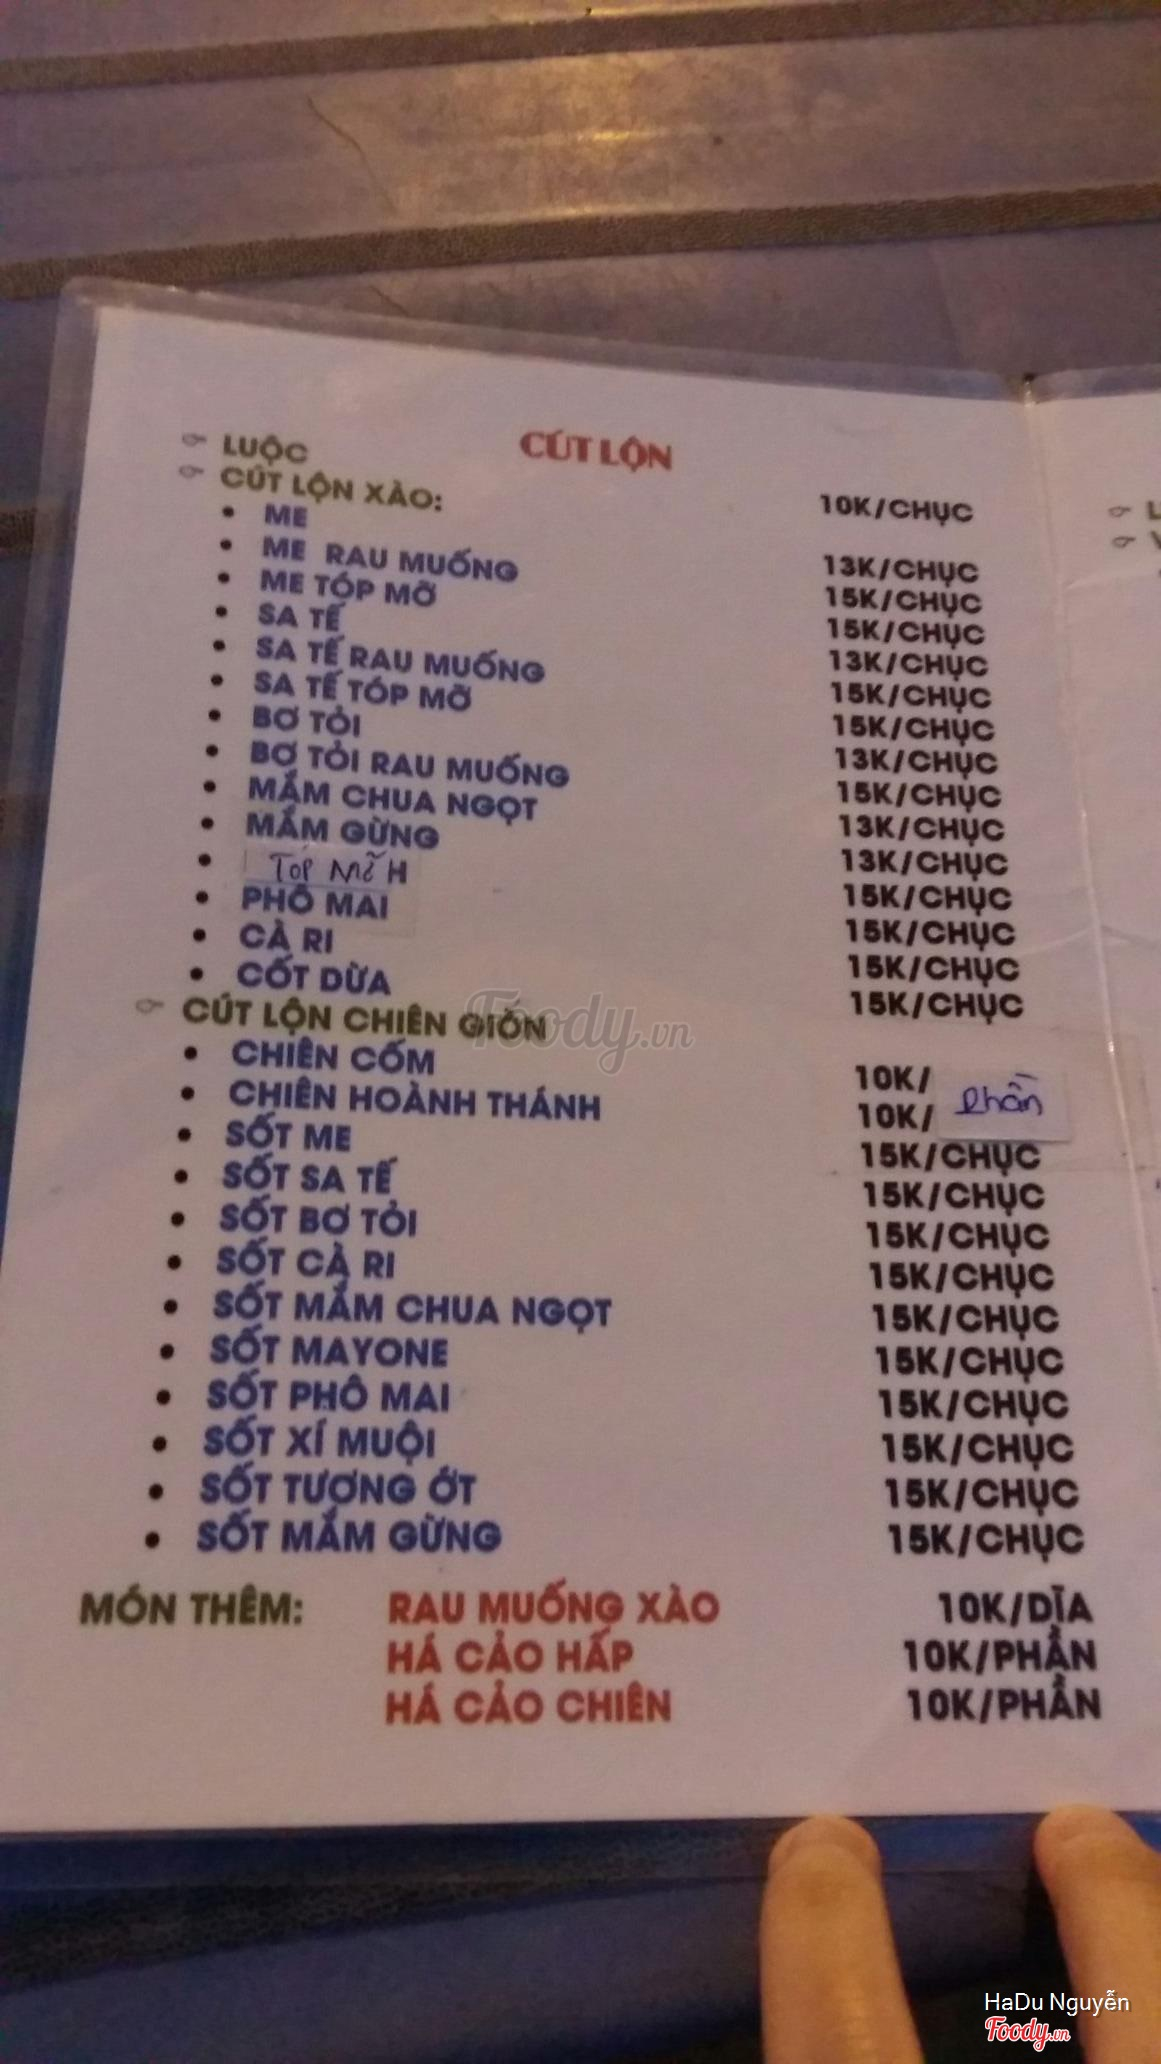 CÚT LỘN
LUỘC 10K/CHỤC
CÚT LỘN XÀO:
ME 13K/CHỤC
ME RAU MUỐNG 15K/CHỤC
ME TÓP MỠ 15K/CHỤC
SA TẾ 13K/CHỤC
SA TẾ RAU MUỐNG 15K/CHỤC
SA TẾ TÓP MỠ 15K/CHỤC
BƠ TỎI 13K/CHỤC
BƠ TỎI RAU MUỐNG 15K/CHỤC
MẮM CHUA NGỌT 13K/CHỤC
MẮM GỪNG 13K/CHỤC
TÓP 15K/CHỤC
PHÔ MAI 15K/CHỤC
CÀ RI 15K/CHỤC
CỐT DỪA 15K/CHỤC
CÚT LỘN CHIÊN GIÒN
CHIÊN CỐM 10K/
CHIÊN HOÀNH THÁNH 10K/ phần
SỐT ME 15K/CHỤC
SỐT SA TẾ 15K/CHỤC
SỐT BƠ TỎI 15K/CHỤC
SỐT CÀ RI 15K/CHỤC
SỐT MẮM CHUA NGỌT 15K/CHỤC
SỐT MAYONE 15K/CHỤC
SỐT PHÔ MAI 15K/CHỤC
SỐT XÍ MUỘI 15K/CHỤC
SỐT TƯƠNG ỚT 15K/CHỤC
SỐT MẮM GỪNG 15K/CHỤC
MÓN THÊM: RAU MUỐNG XÀO 10K/DĨA
HÁ CẢO HẤP 10K/PHẦN
HÁ CẢO CHIÊN 10K/PHẦN
Foody.vn
HaDu Nguyễn
Foody.vn